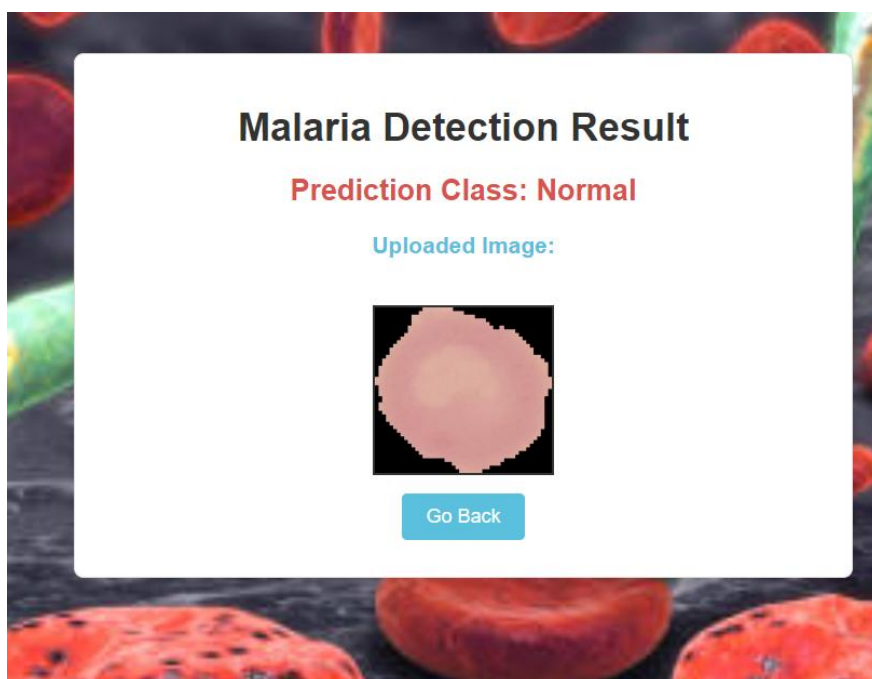 Malaria Detection Result
Prediction Class: Normal
Uploaded Image:
Go Back